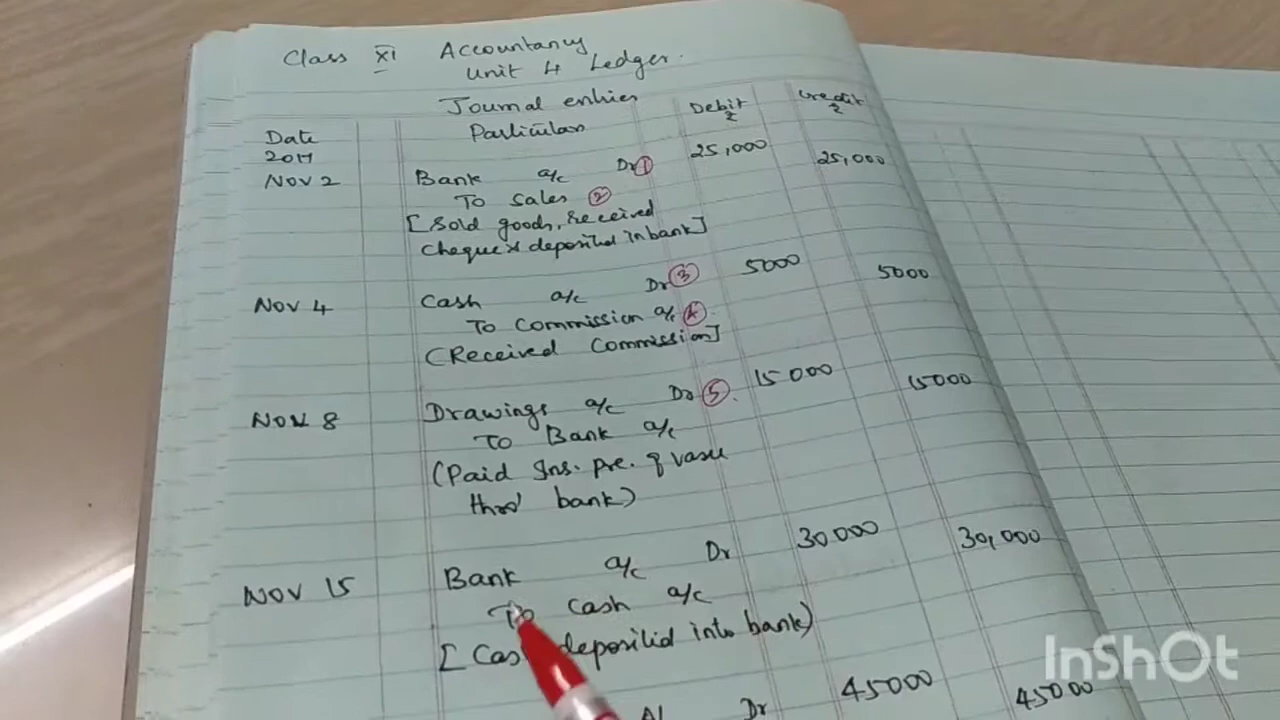 Class XI Accountancy
Unit 4 Ledger.
Journal entries
Date Particulars Debit ₹ Credit ₹
2017
Nov 2 Bank a/c Dr ① 25,000 25,000
To Sales ②
[Sold goods, received
cheque & deposited in bank]
Nov 4 Cash a/c Dr ③ 5000 5000
To Commission a/c ④
(Received Commission]
Nov 8 Drawings a/c Dr ⑤. 15000 15000
To Bank a/c
(Paid Ins. Pre. of Vasu
thro' bank)
Nov 15 Bank a/c Dr 30000 30,000
To Cash a/c
[Cas deposited into bank)
Dr 45000 45000
InShOt